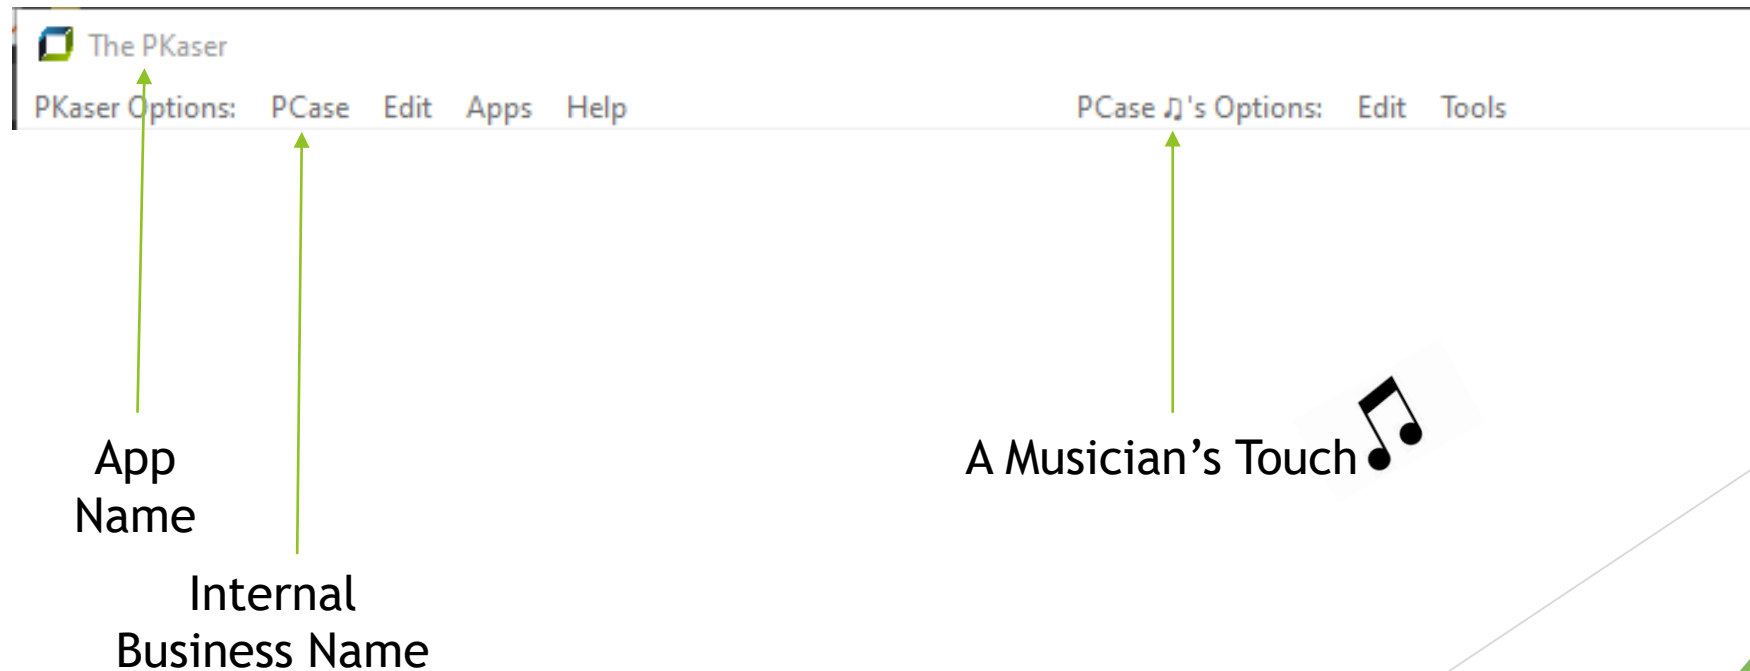 The PKaser
PKaser Options: PCase Edit Apps Help PCase ♫'s Options: Edit Tools
App
Name
A Musician’s Touch
Internal
Business Name